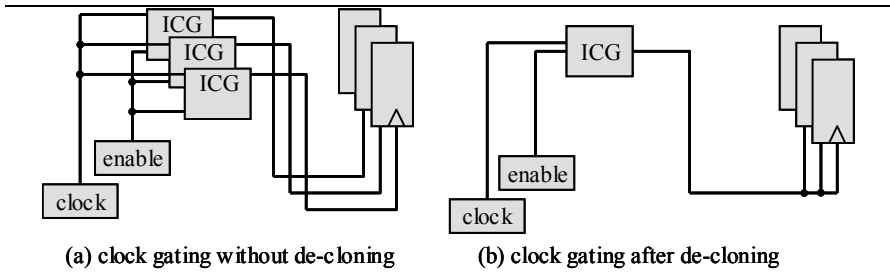 ICG
ICG
ICG
enable
clock
(a) clock gating without de-cloning
ICG
enable
clock
(b) clock gating after de-cloning